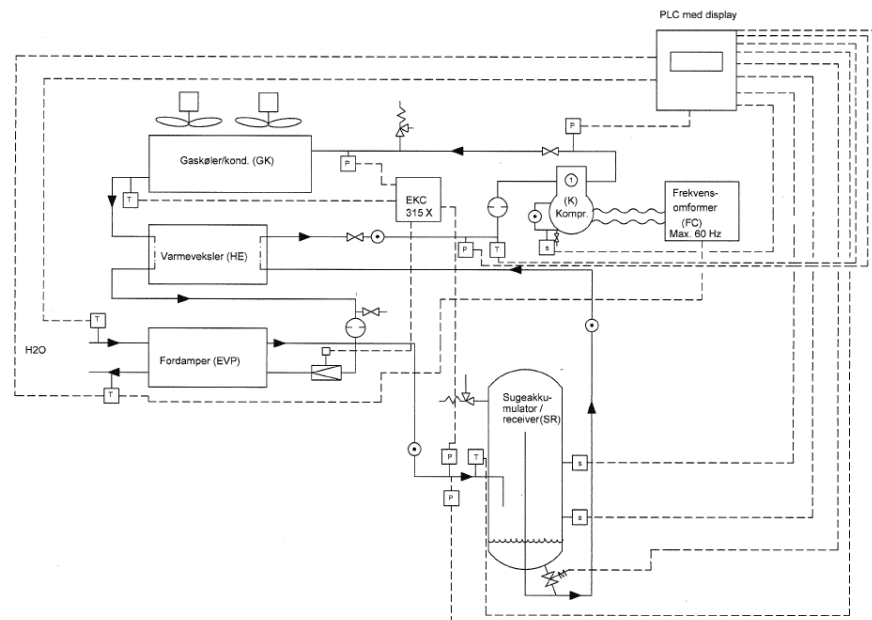 PLC med display
P
Gaskøler/kond. (GK)
P
T
EKC
315 X
1
(K)
Kompr.
Frekvens-
omformer
(FC)
Max. 60 Hz
s
P
T
Varmeveksler (HE)
T
H2O
Fordamper (EVP)
T
Sugeakku-
mulator /
receiver(SR)
P
T
s
P
s
M